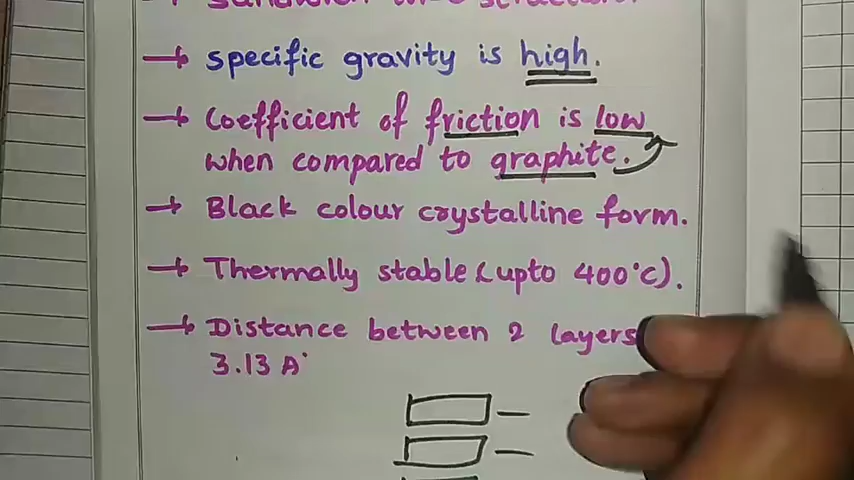 → specific gravity is high.
→ Coefficient of friction is low
when compared to graphite.
→ Black colour crystalline form.
→ Thermally stable (upto 400°c).
→ Distance between 2 layers
3.13 A°